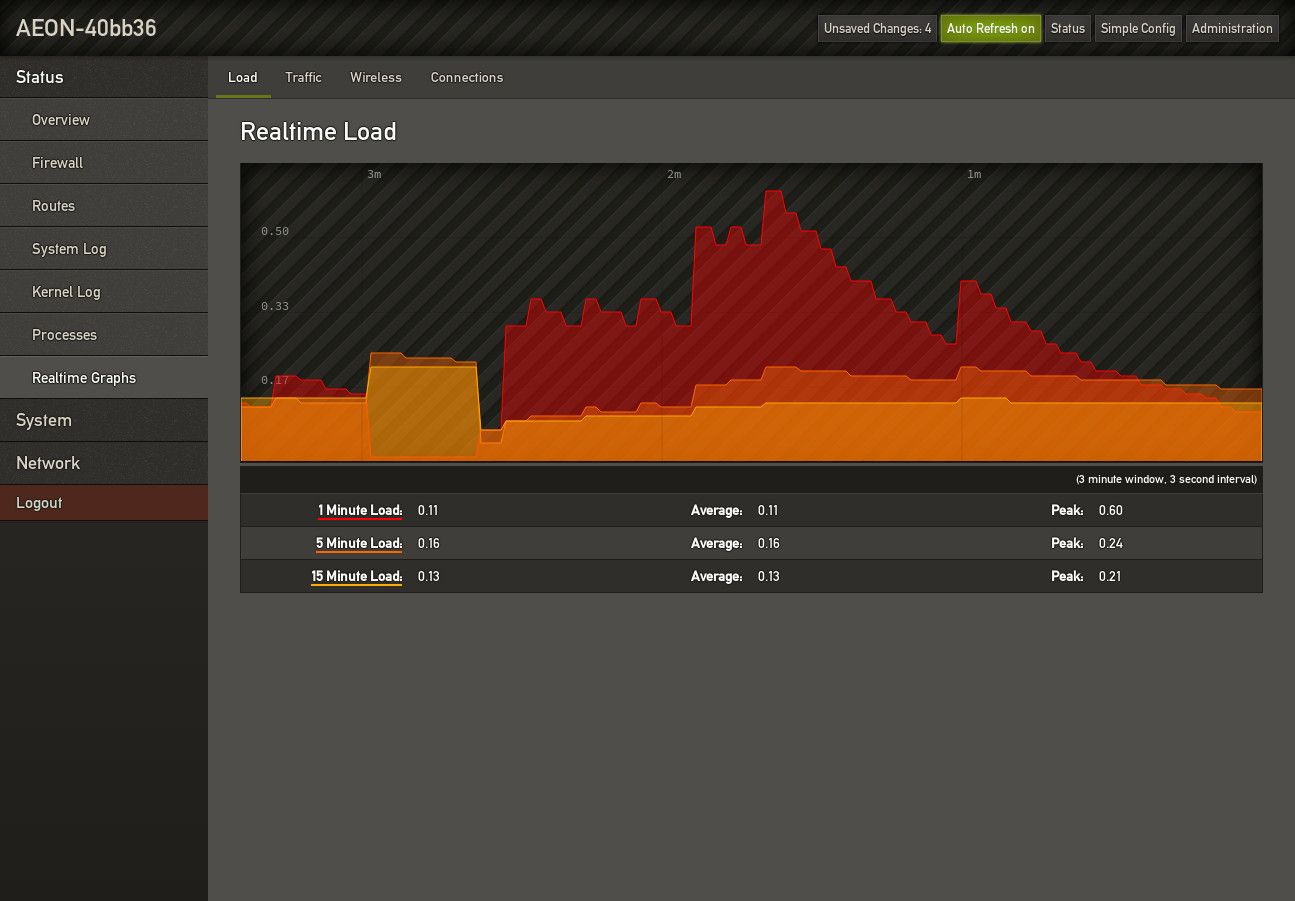 AEON-40bb36
Unsaved Changes: 4 Auto Refresh on Status Simple Config Administration
Status
Overview
Firewall
Routes
System Log
Kernel Log
Processes
Realtime Graphs
System
Network
Logout
Load Traffic Wireless Connections
Realtime Load
3m 2m 1m
0.50
0.33
0.17
(3 minute window, 3 second interval)
1 Minute Load: 0.11 Average: 0.11 Peak: 0.60
5 Minute Load: 0.16 Average: 0.16 Peak: 0.24
15 Minute Load: 0.13 Average: 0.13 Peak: 0.21